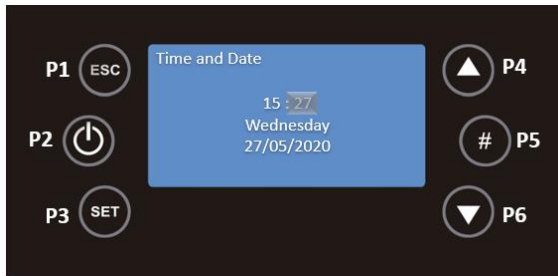 P1 ESC
Time and Date
P4
15 : 27
P2
Wednesday
# P5
27/05/2020
P3 SET
P6